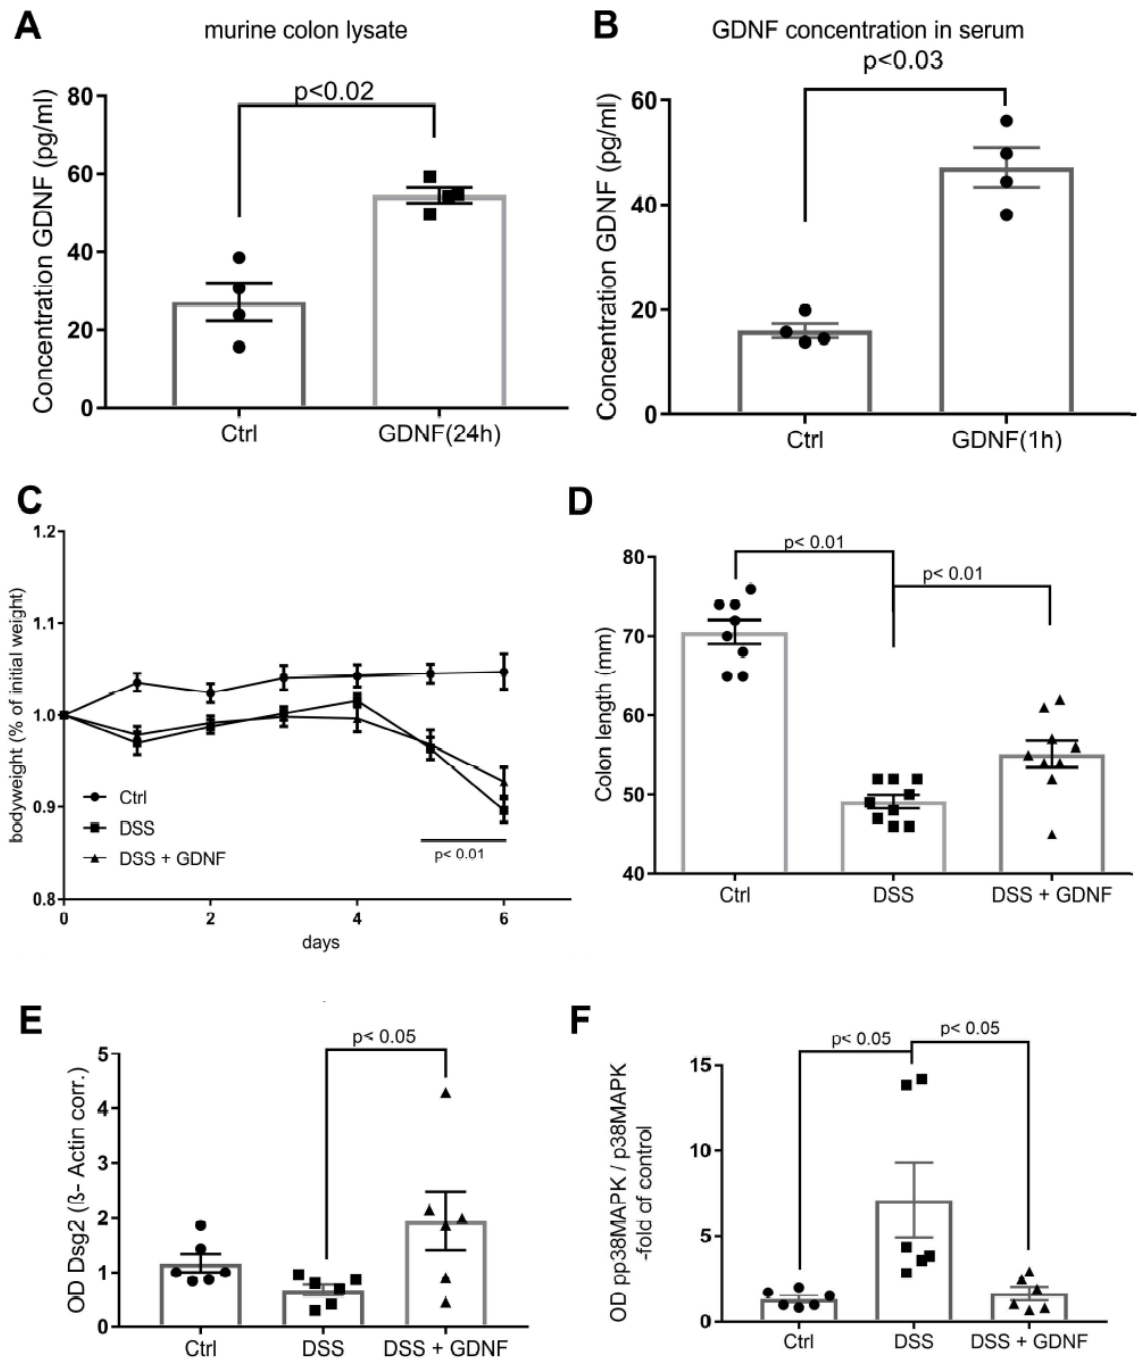 A
murine colon lysate
p<0.02
Concentration GDNF (pg/ml)
80
60
40
20
0
Ctrl
GDNF(24h)
B
GDNF concentration in serum
p<0.03
Concentration GDNF (pg/ml)
60
40
20
0
Ctrl
GDNF(1h)
C
bodyweight (% of initial weight)
1.2
1.1
1.0
0.9
0.8
Ctrl
DSS
DSS + GDNF
p< 0.01
0
2
4
6
days
D
p< 0.01
p< 0.01
Colon length (mm)
80
70
60
50
40
Ctrl
DSS
DSS + GDNF
E
p< 0.05
OD Dsg2 (ß- Actin corr.)
5
4
3
2
1
0
Ctrl
DSS
DSS + GDNF
F
p< 0.05
p< 0.05
OD pp38MAPK / p38MAPK
-fold of control
15
10
5
0
Ctrl
DSS
DSS + GDNF